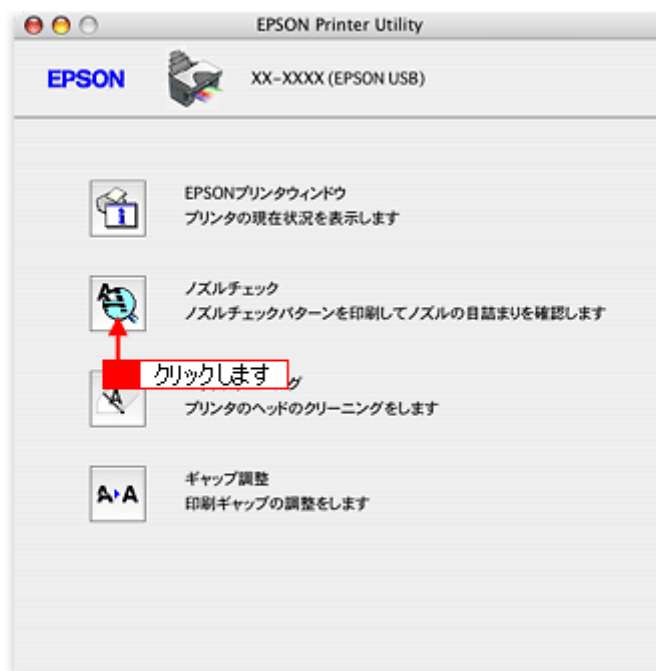 EPSON Printer Utility
EPSON
XX-XXXX (EPSON USB)
EPSONプリンタウィンドウ
プリンタの現在状況を表示します
ノズルチェック
ノズルチェックパターンを印刷してノズルの目詰まりを確認します
クリックします
グ
プリンタのヘッドのクリーニングをします
ギャップ調整
印刷ギャップの調整をします